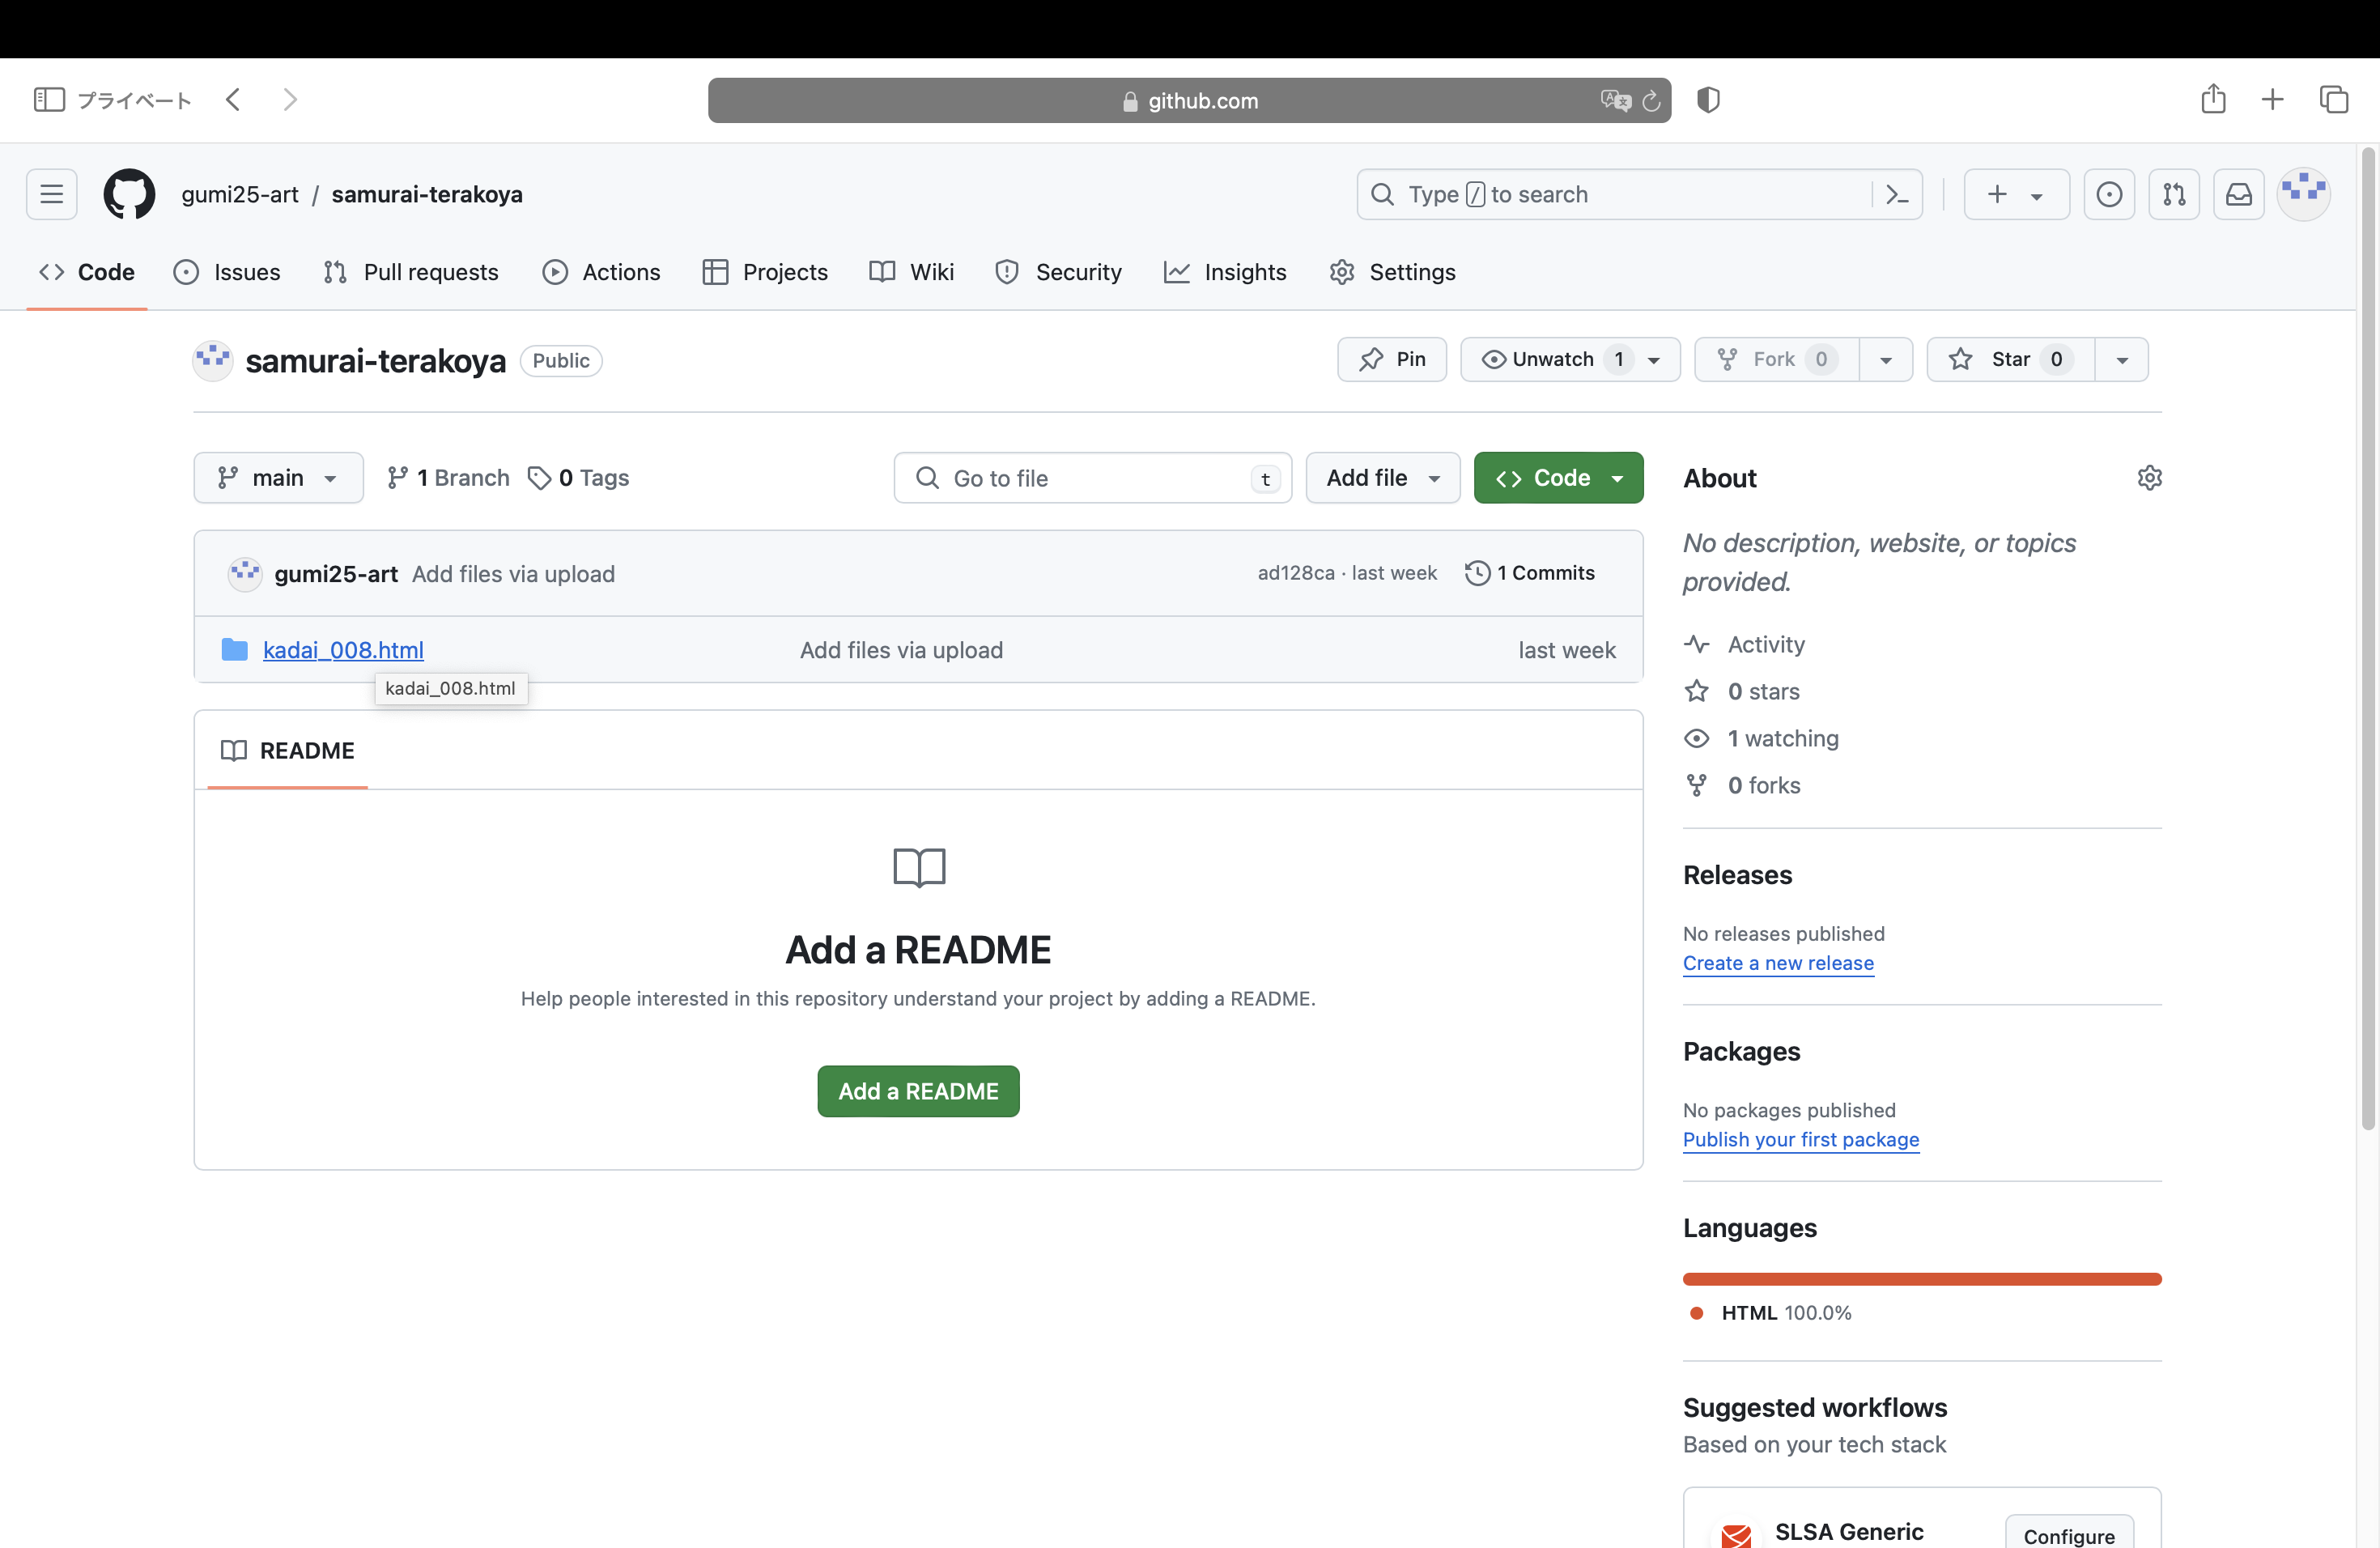 プライベート
github.com
gumi25-art / samurai-terakoya
Type / to search
Code Issues Pull requests Actions Projects Wiki Security Insights Settings
samurai-terakoya Public
Pin Unwatch 1 Fork 0 Star 0
main 1 Branch 0 Tags Go to file t Add file Code
gumi25-art Add files via upload ad128ca · last week 1 Commits
kadai_008.html Add files via upload last week
kadai_008.html
README
Add a README
Help people interested in this repository understand your project by adding a README.
Add a README
About
No description, website, or topics
provided.
Activity
0 stars
1 watching
0 forks
Releases
No releases published
Create a new release
Packages
No packages published
Publish your first package
Languages
HTML 100.0%
Suggested workflows
Based on your tech stack
SLSA Generic Configure